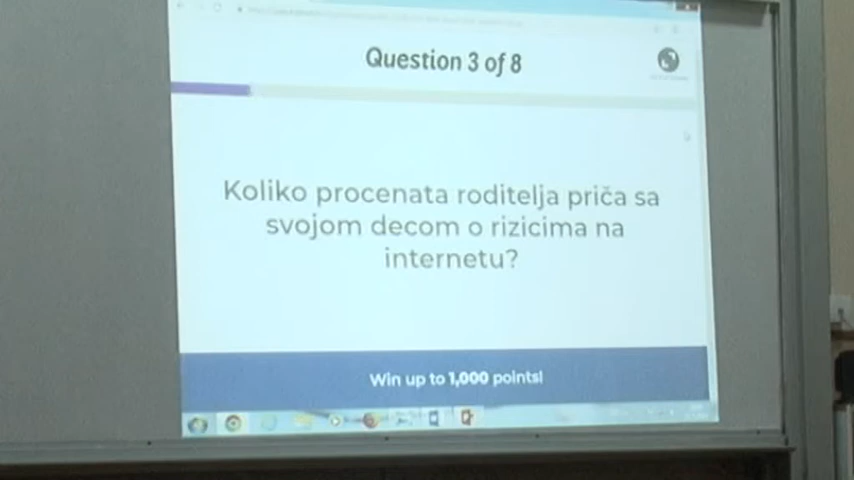 Question 3 of 8
Koliko procenata roditelja priča sa
svojom decom o rizicima na
internetu?
Win up to 1,000 points!